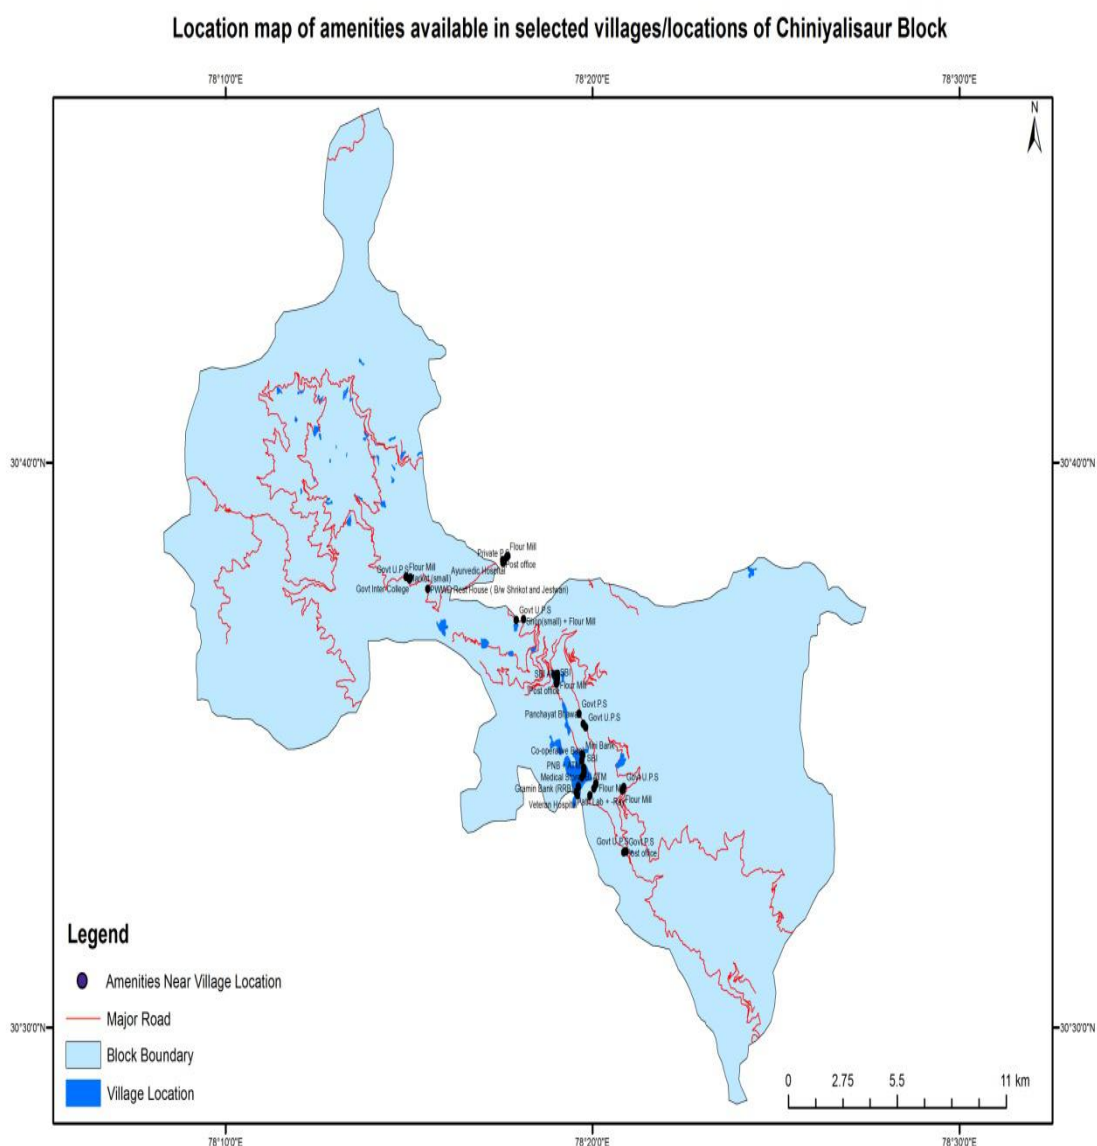 Location map of amenities available in selected villages/locations of Chiniyalisaur Block
78°10'0"E
78°20'0"E
78°30'0"E
N
30°40'0"N
30°40'0"N
Flour Mill
Private P.S
Post office
Ayurvedic Hospital
Flour Mill
Govt U.P.S
(small)
Govt Inter College
PWWD Rest House ( B/w Shrikot and Jestwari)
Govt U.P.S
Shop(small) + Flour Mill
SBI
SBI
Flour Mill
Post office
Govt P.S
Panchayat Bhawan
Govt U.P.S
Mini Bank
Co-operative Bank
SBI
PNB
ATM
Medical Store
ATM
Govt U.P.S
Gramin Bank (RRB)
Flour Mill
Lab +
Flour Mill
Veteran Hospital
Govt U.P.S
Govt P.S
Post office
Legend
Amenities Near Village Location
Major Road
Block Boundary
Village Location
30°30'0"N
30°30'0"N
0
2.75
5.5
11 km
78°10'0"E
78°20'0"E
78°30'0"E